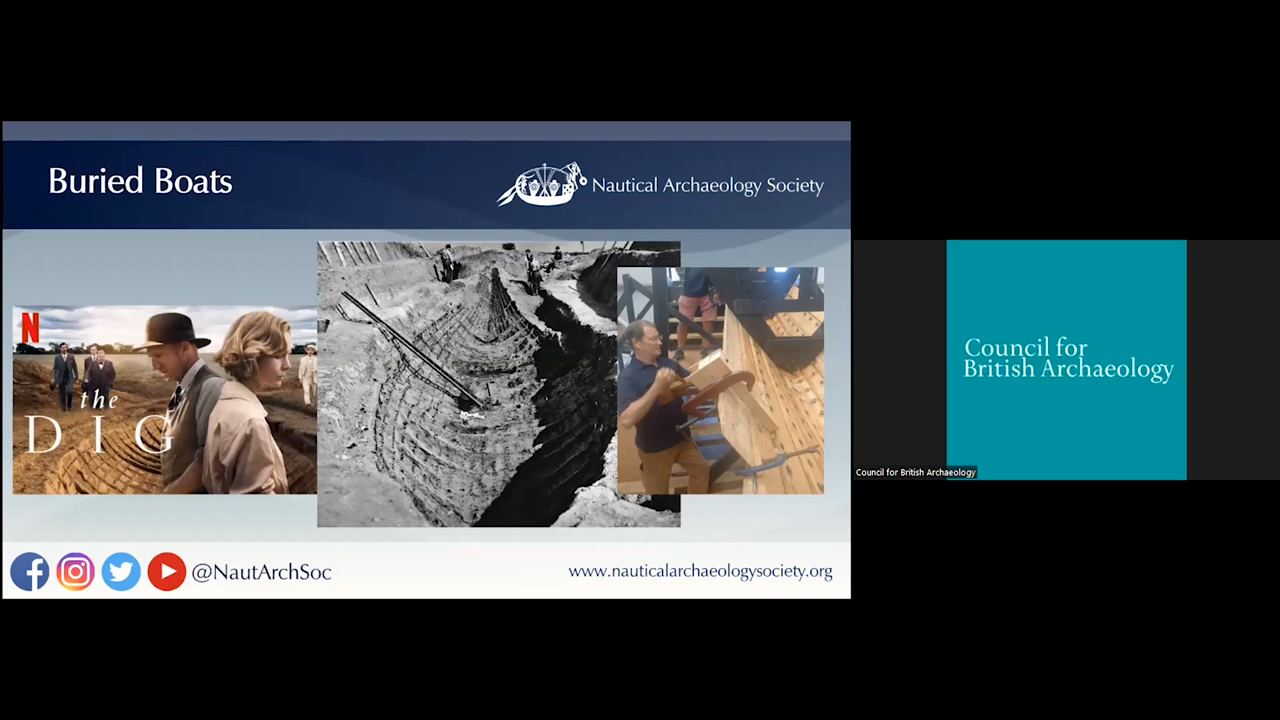 Buried Boats
Nautical Archaeology Society
N
the
DIG
@NautArchSoc
www.nauticalarchaeologysociety.org
Council for
British Archaeology
Council for British Archaeology